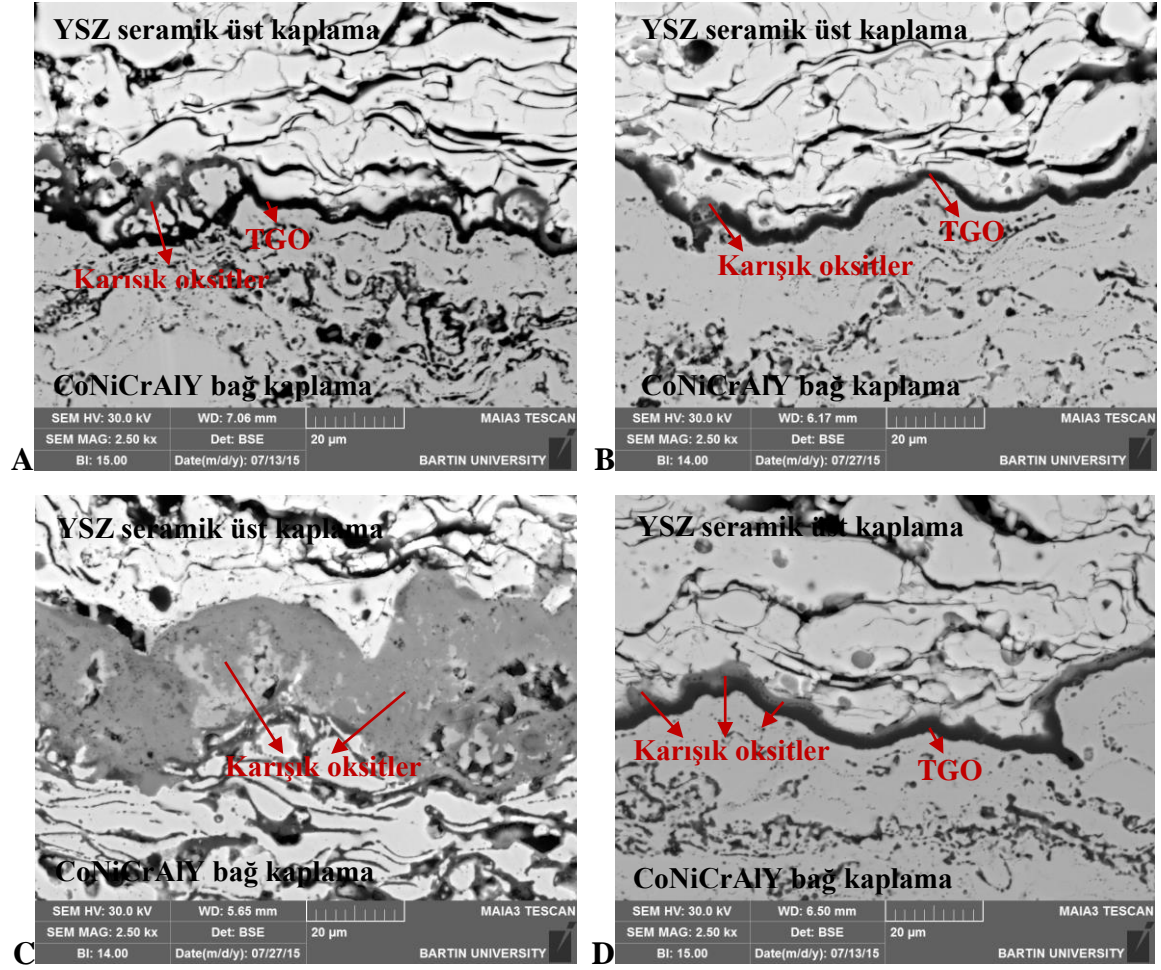 YSZ seramik üst kaplama
TGO
Karışık oksitler
CoNiCrAlY bağ kaplama
SEM HV: 30.0 kV WD: 7.06 mm MAIA3 TESCAN
SEM MAG: 2.50 kx Det: BSE 20 µm
BI: 15.00 Date(m/d/y): 07/13/15 BARTIN UNIVERSITY
A
YSZ seramik üst kaplama
TGO
Karışık oksitler
CoNiCrAlY bağ kaplama
SEM HV: 30.0 kV WD: 6.17 mm MAIA3 TESCAN
SEM MAG: 2.50 kx Det: BSE 20 µm
BI: 14.00 Date(m/d/y): 07/27/15 BARTIN UNIVERSITY
B
YSZ seramik üst kaplama
Karışık oksitler
CoNiCrAlY bağ kaplama
SEM HV: 30.0 kV WD: 5.65 mm MAIA3 TESCAN
SEM MAG: 2.50 kx Det: BSE 20 µm
BI: 14.00 Date(m/d/y): 07/27/15 BARTIN UNIVERSITY
C
YSZ seramik üst kaplama
Karışık oksitler
TGO
CoNiCrAlY bağ kaplama
SEM HV: 30.0 kV WD: 6.50 mm MAIA3 TESCAN
SEM MAG: 2.50 kx Det: BSE 20 µm
BI: 15.00 Date(m/d/y): 07/13/15 BARTIN UNIVERSITY
D